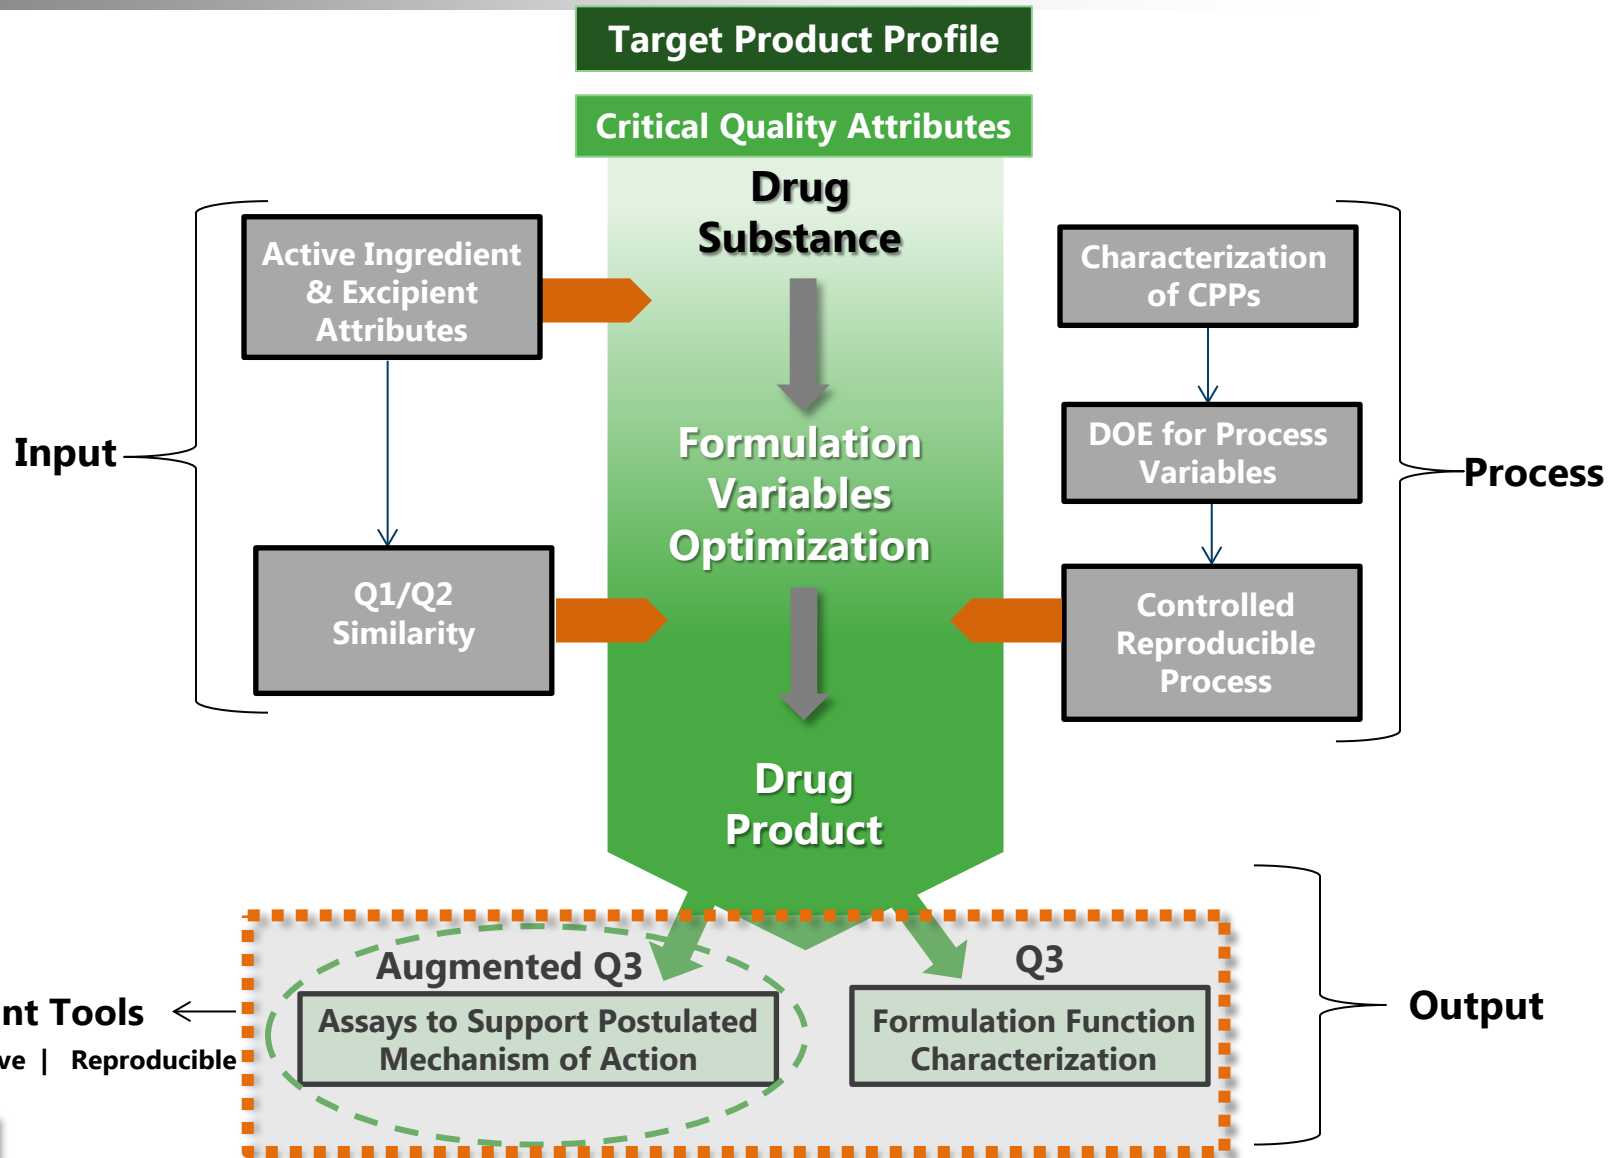 Target Product Profile
Critical Quality Attributes
Drug
Substance
Active Ingredient
& Excipient
Attributes
Characterization
of CPPs
Input
Formulation
Variables
Optimization
DOE for Process
Variables
Process
Q1/Q2
Similarity
Controlled
Reproducible
Process
Drug
Product
Augmented Q3
Assays to Support Postulated
Mechanism of Action
Q3
Formulation Function
Characterization
Output
nt Tools
ve | Reproducible